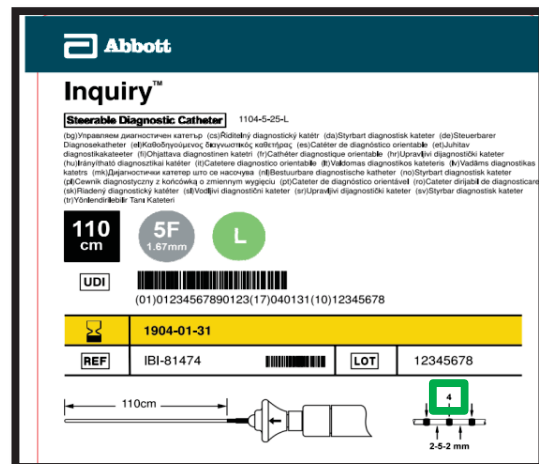 Abbott
Inquiry™
Steerable Diagnostic Catheter 1104-5-25-L
(bg)Управляем диагностичен катетър (cs)Řiditelný diagnostický katétr (da)Styrbart diagnostisk kateter (de)Steuerbarer
Diagnosekatheter (el)Καθοδηγούμενος διαγνωστικός καθετήρας (es)Catéter de diagnóstico orientable (et)Juhitav
diagnostikakateeter (fi)Ohjattava diagnostinen katetri (fr)Cathéter diagnostique orientable (hr)Upravljivi dijagnostički kateter
(hu)Irányítható diagnosztikai katéter (it)Catetere diagnostico orientabile (lt)Valdomas diagnostikos kateteris (lv)Vadāms diagnostikas
katetrs (mk)Дијагностички катетер што се насочува (nl)Bestuurbare diagnostische katheter (no)Styrbart diagnostisk kateter
(pl)Cewnik diagnostyczny z końcówką o zmiennym wygięciu (pt)Cateter de diagnóstico orientável (ro)Cateter dirijabil de diagnosticare
(sk)Riadený diagnostický katéter (sl)Vodljivi diagnostični kateter (sr)Upravljivi dijagnostički kateter (sv)Styrbar diagnostisk kateter
(tr)Yönlendirilebilir Tanı Kateteri
110
cm
5F
1.67mm
L
UDI
(01)01234567890123(17)040131(10)12345678
1904-01-31
REF IBI-81474 LOT 12345678
110cm
4
2-5-2 mm